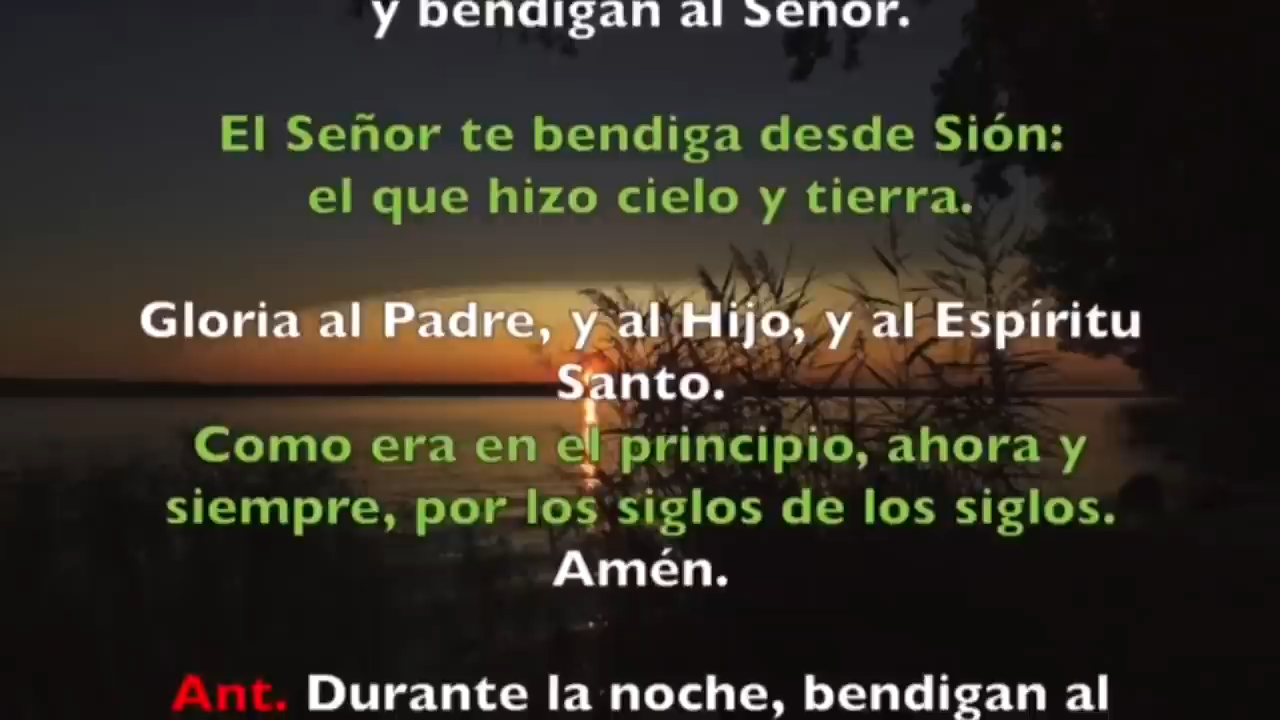 y bendigan al Señor.
El Señor te bendiga desde Sión:
el que hizo cielo y tierra.
Gloria al Padre, y al Hijo, y al Espíritu
Santo.
Como era en el principio, ahora y
siempre, por los siglos de los siglos.
Amén.
Ant. Durante la noche, bendigan al